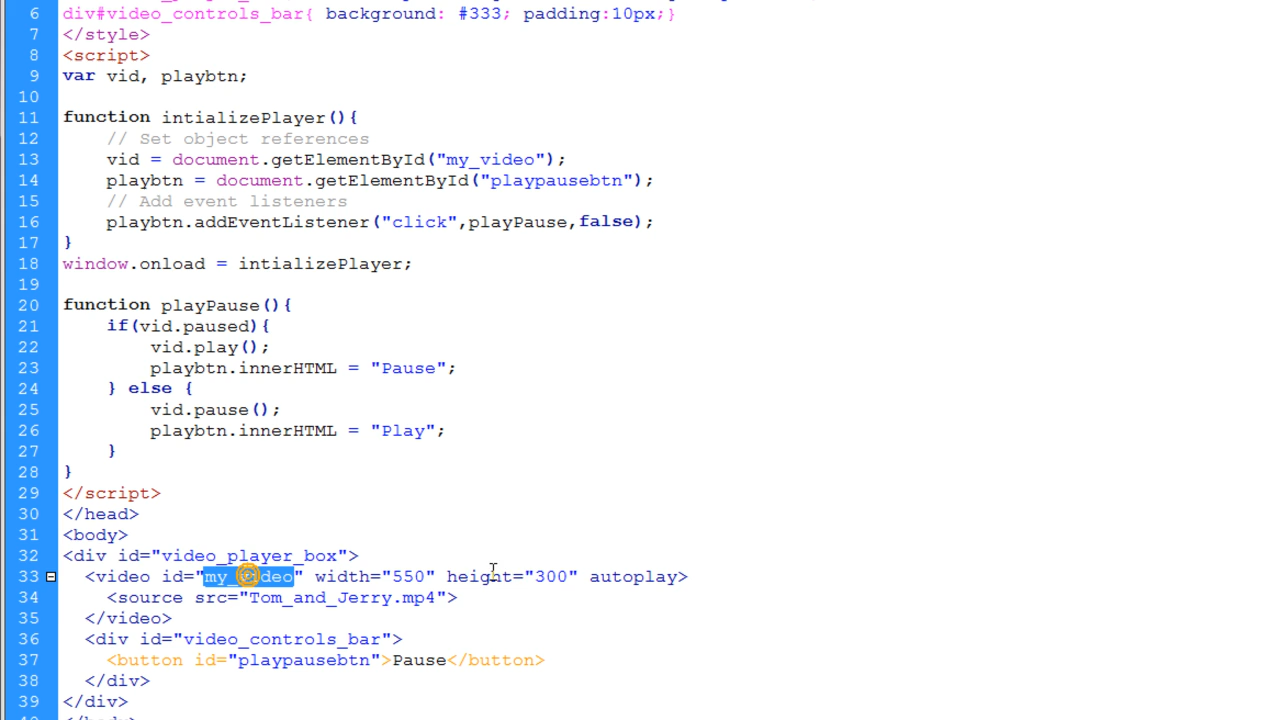 6 div#video_controls_bar{ background: #333; padding:10px;}
7 </style>
8 <script>
9 var vid, playbtn;
10
11 function intializePlayer(){
12 // Set object references
13 vid = document.getElementById("my_video");
14 playbtn = document.getElementById("playpausebtn");
15 // Add event listeners
16 playbtn.addEventListener("click",playPause,false);
17 }
18 window.onload = intializePlayer;
19
20 function playPause(){
21 if(vid.paused){
22 vid.play();
23 playbtn.innerHTML = "Pause";
24 } else {
25 vid.pause();
26 playbtn.innerHTML = "Play";
27 }
28 }
29 </script>
30 </head>
31 <body>
32 <div id="video_player_box">
33 <video id="my_video" width="550" height="300" autoplay>
34 <source src="Tom_and_Jerry.mp4">
35 </video>
36 <div id="video_controls_bar">
37 <button id="playpausebtn">Pause</button>
38 </div>
39 </div>